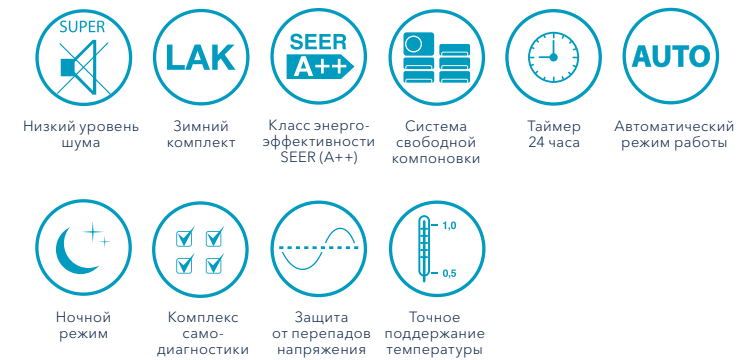 SUPER
Низкий уровень
шума
LAK
Зимний
комплект
SEER
A++
Класс энерго-
эффективности
SEER (A++)
Система
свободной
компоновки
Таймер
24 часа
AUTO
Автоматический
режим работы
Ночной
режим
Комплекс
само-
диагностики
Защита
от перепадов
напряжения
1,0
0,5
Точное
поддержание
температуры